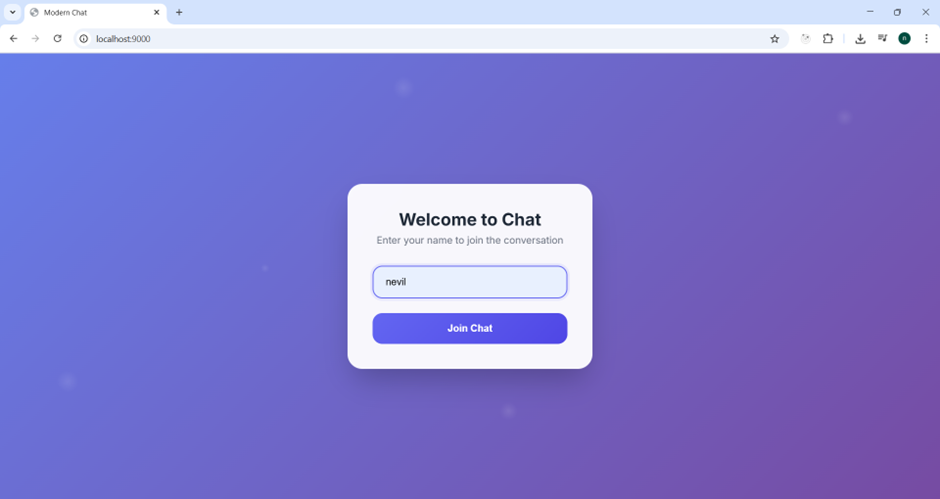 Modern Chat
localhost:9000
n
Welcome to Chat
Enter your name to join the conversation
nevil
Join Chat